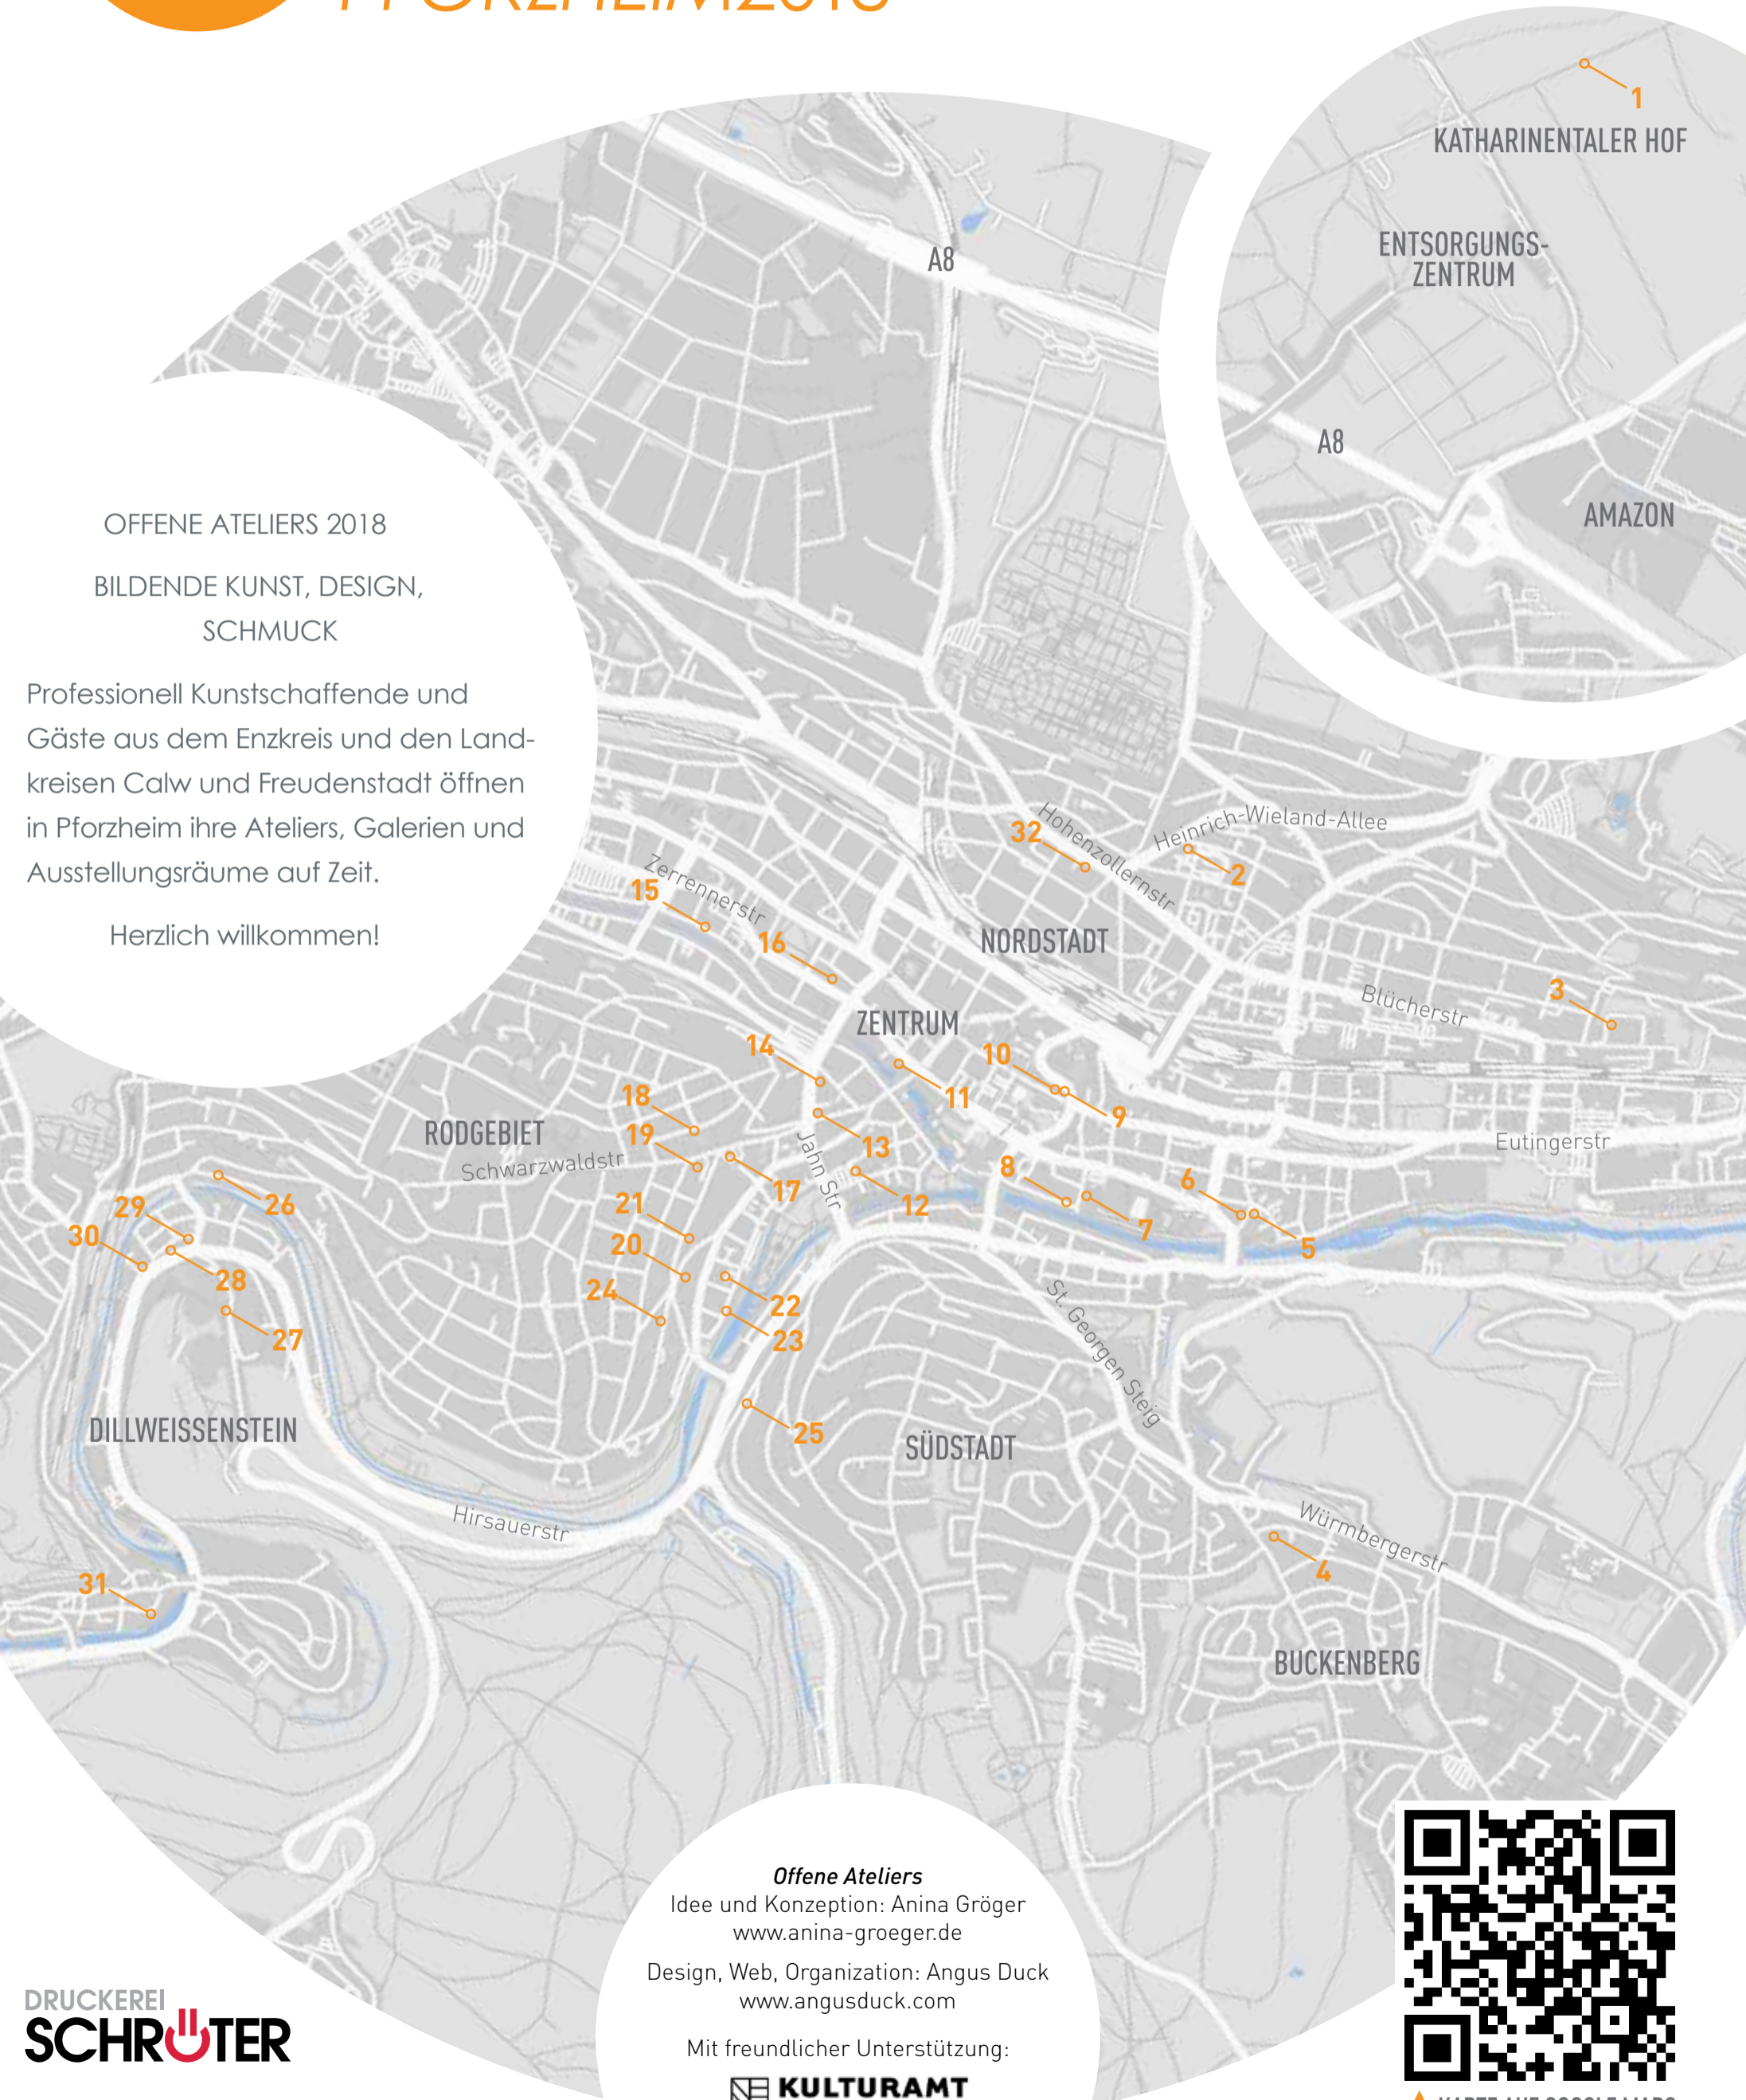 PFORZHEIM2018
1
KATHARINENTALER HOF
ENTSORGUNGS-
ZENTRUM
A8
A8
AMAZON
OFFENE ATELIERS 2018
BILDENDE KUNST, DESIGN,
SCHMUCK
Professionell Kunstschaffende und
Gäste aus dem Enzkreis und den Land-
kreisen Calw und Freudenstadt öffnen
in Pforzheim ihre Ateliers, Galerien und
Ausstellungsräume auf Zeit.
Herzlich willkommen!
32
Hohenzollernstr
Heinrich-Wieland-Allee
2
15
Zerrennerstr
16
NORDSTADT
3
Blücherstr
ZENTRUM
14
10
11
9
18
RODGEBIET
19
13
Jahn Str
Eutingerstr
Schwarzwaldstr
8
6
17
12
26
29
21
7
30
20
5
28
24
22
27
23
St. Georgen Steig
DILLWEISSENSTEIN
25
SÜDSTADT
Hirsauerstr
Würmbergerstr
4
31
BUCKENBERG
Offene Ateliers
Idee und Konzeption: Anina Gröger
www.anina-groeger.de
Design, Web, Organization: Angus Duck
www.angusduck.com
Mit freundlicher Unterstützung:
KULTURAMT
DRUCKEREI
SCHRÖTER
KARTE AUF GOOGLE MAPS